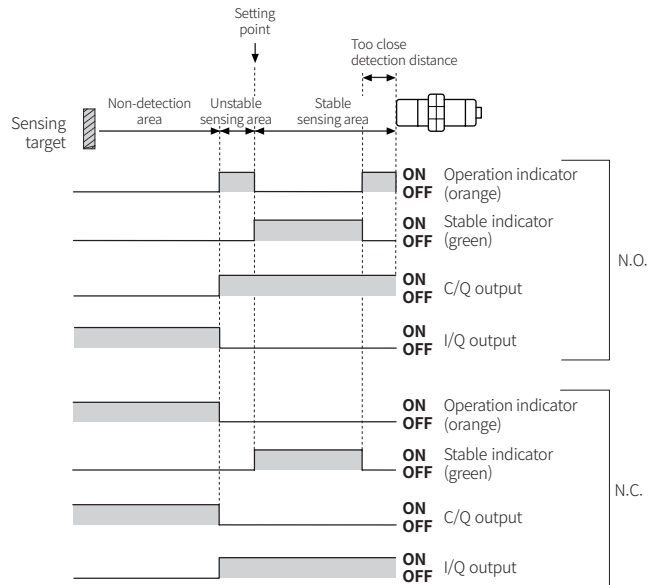 Setting
point
Too close
detection distance
Non-detection
area
Unstable
sensing area
Stable
sensing area
Sensing
target
ON
OFF
Operation indicator
(orange)
ON
OFF
Stable indicator
(green)
N.O.
ON
OFF
C/Q output
ON
OFF
I/Q output
ON
OFF
Operation indicator
(orange)
ON
OFF
Stable indicator
(green)
N.C.
ON
OFF
C/Q output
ON
OFF
I/Q output